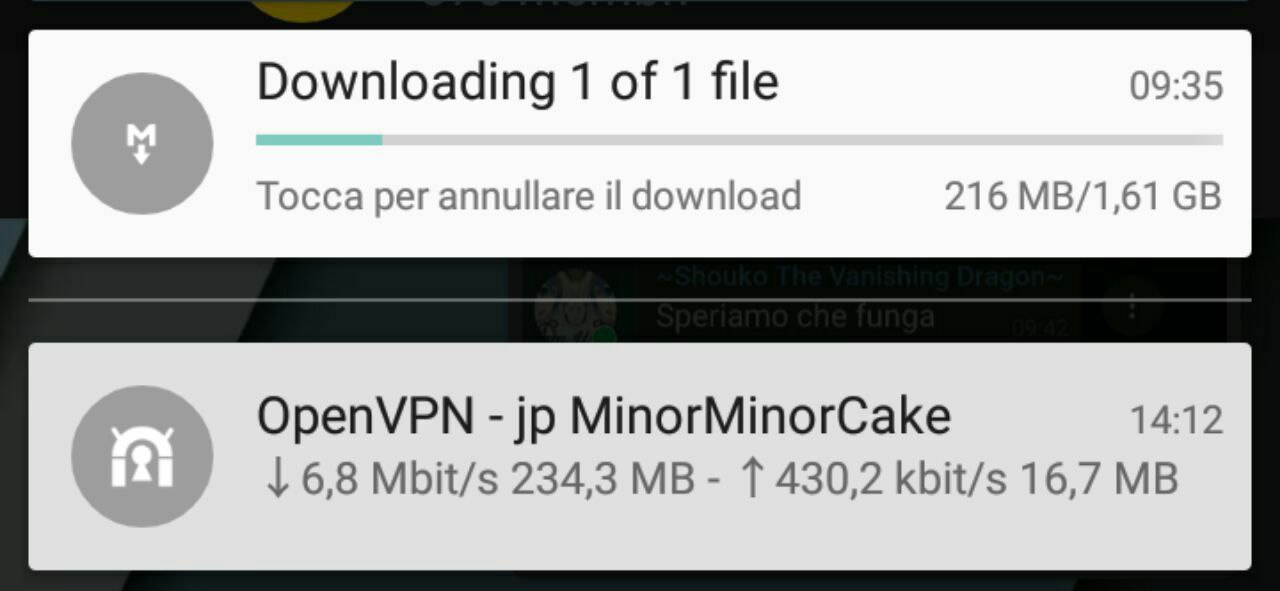 Downloading 1 of 1 file 09:35
Tocca per annullare il download 216 MB/1,61 GB
~Shouko The Vanishing Dragon~
Speriamo che funga 09:42
OpenVPN - jp MinorMinorCake 14:12
↓ 6,8 Mbit/s 234,3 MB - ↑ 430,2 kbit/s 16,7 MB